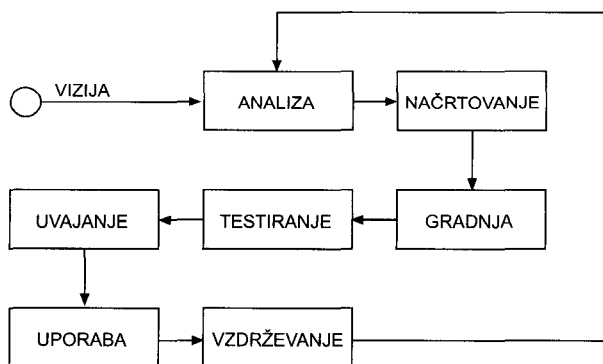 VIZIJA
ANALIZA
NAČRTOVANJE
GRADNJA
TESTIRANJE
UVAJANJE
UPORABA
VZDRŽEVANJE